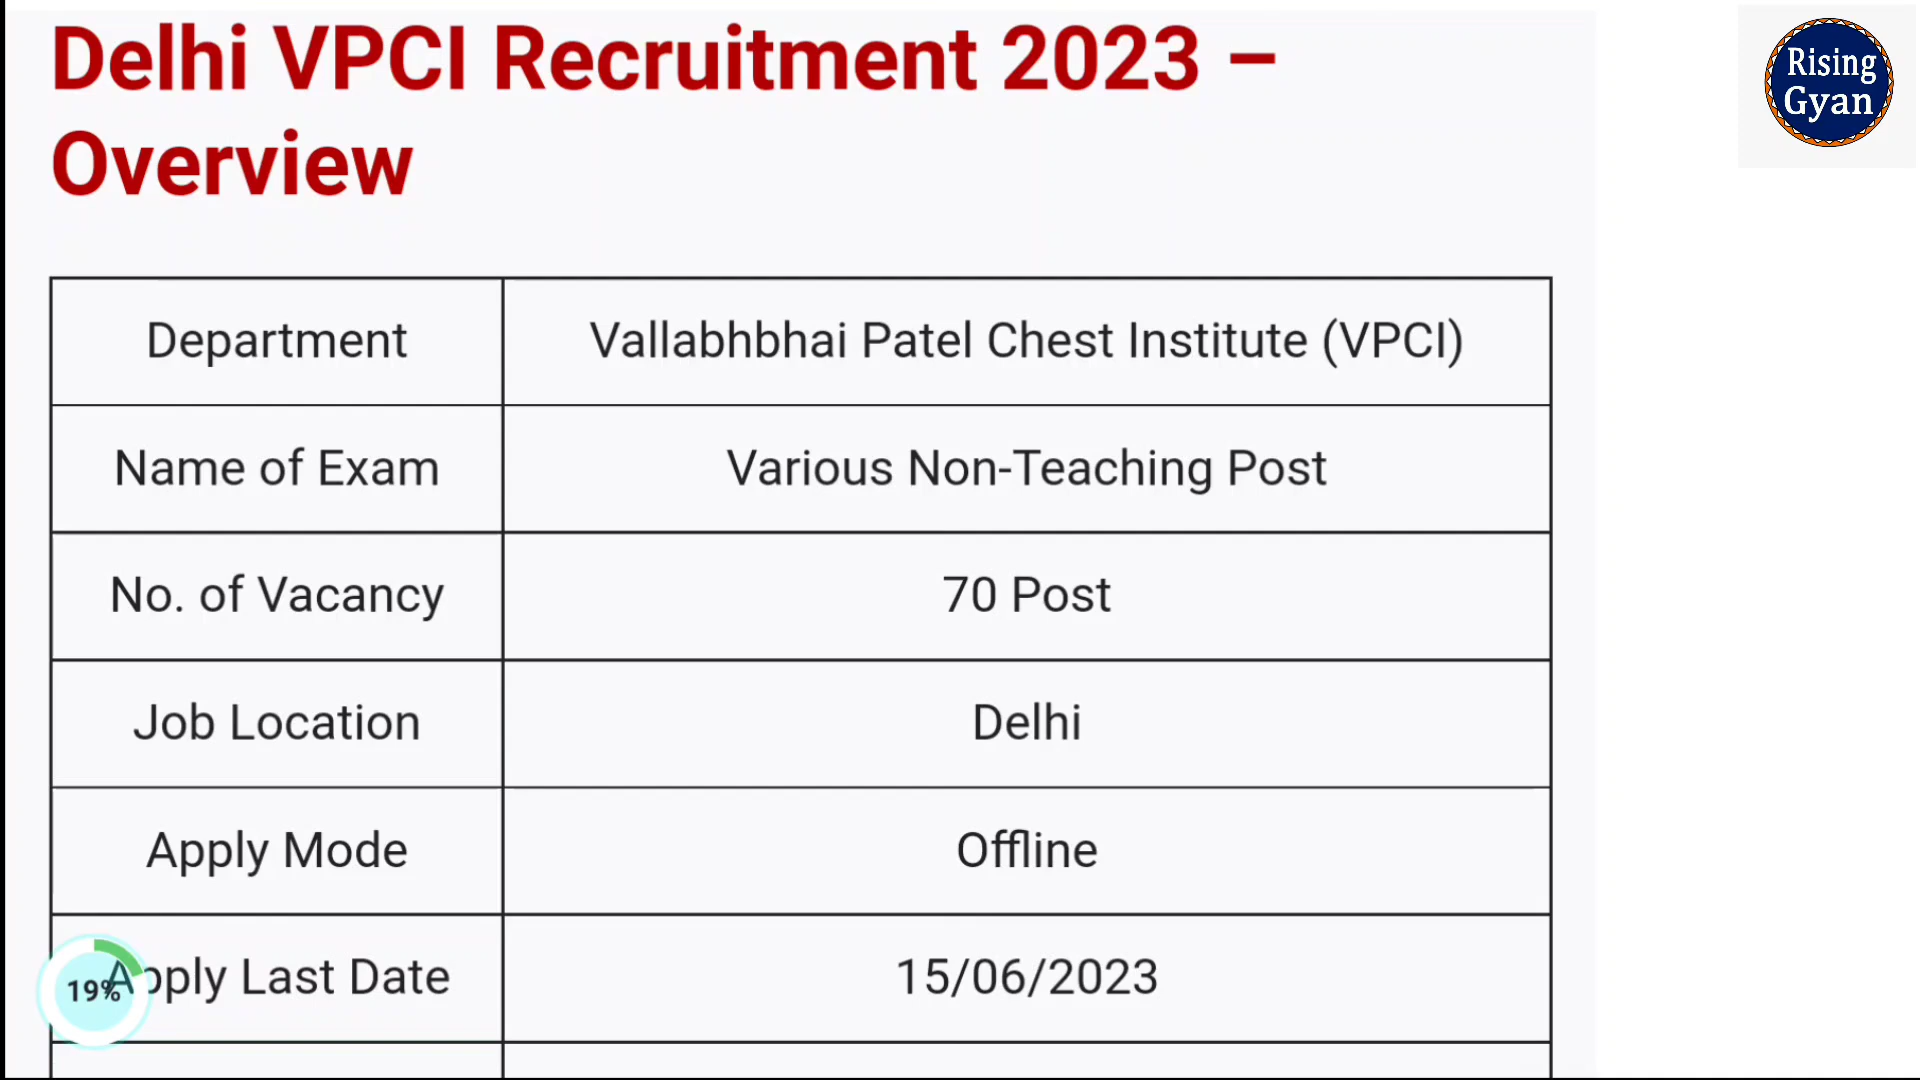 Delhi VPCI Recruitment 2023 –
Overview
Rising
Gyan
Department Vallabhbhai Patel Chest Institute (VPCI)
Name of Exam Various Non-Teaching Post
No. of Vacancy 70 Post
Job Location Delhi
Apply Mode Offline
Apply Last Date 15/06/2023
19%